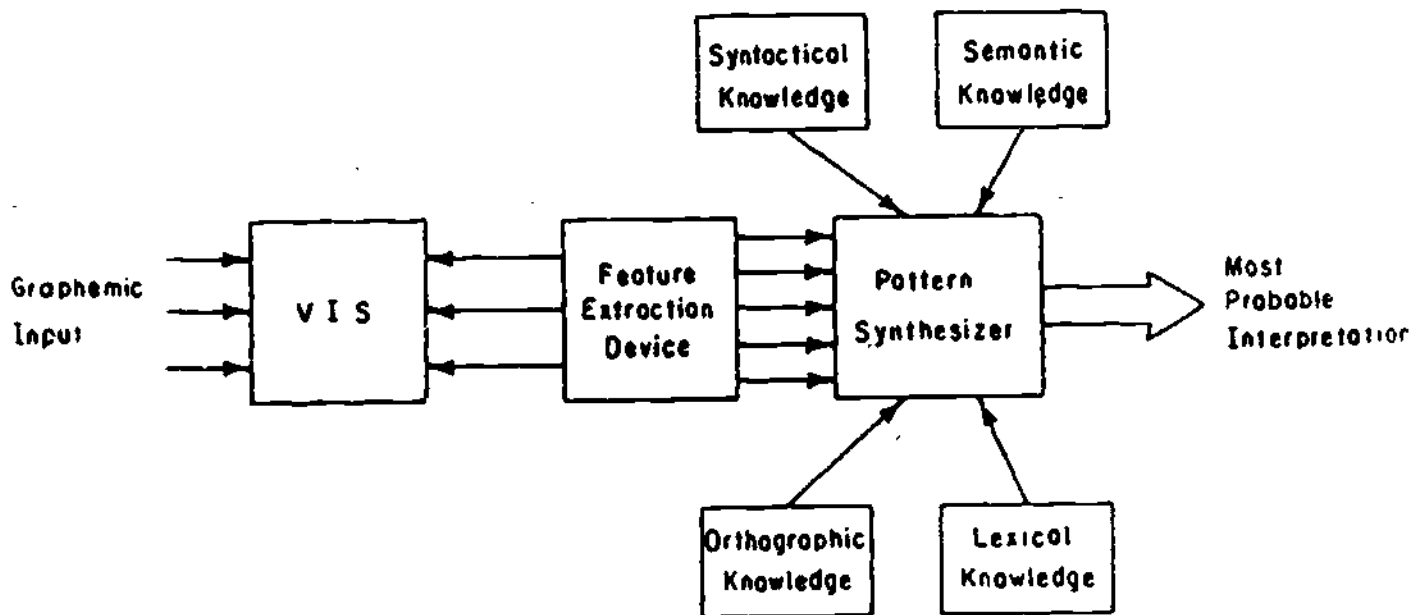 Syntactical
Knowledge
Semantic
Knowledge
Graphemic
Input
V I S
Feature
Extraction
Device
Pattern
Synthesizer
Most
Probable
Interpretation
Orthographic
Knowledge
Lexical
Knowledge